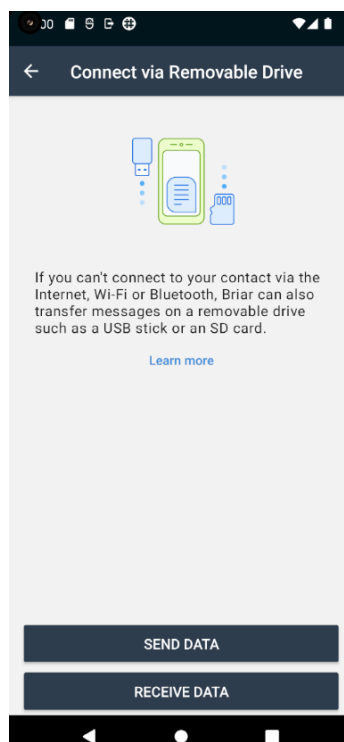 Connect via Removable Drive
If you can't connect to your contact via the
Internet, Wi-Fi or Bluetooth, Briar can also
transfer messages on a removable drive
such as a USB stick or an SD card.
Learn more
SEND DATA
RECEIVE DATA